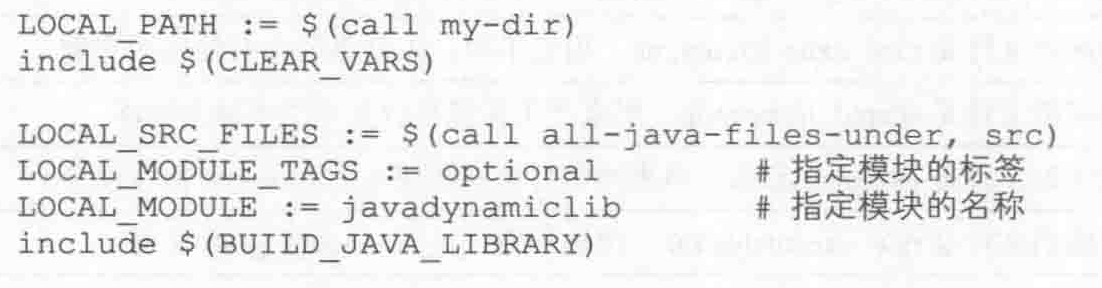 LOCAL_PATH := $(call my-dir)
include $(CLEAR_VARS)
LOCAL_SRC_FILES := $(call all-java-files-under, src)
LOCAL_MODULE_TAGS := optional # 指定模块的标签
LOCAL_MODULE := javadynamiclib # 指定模块的名称
include $(BUILD_JAVA_LIBRARY)